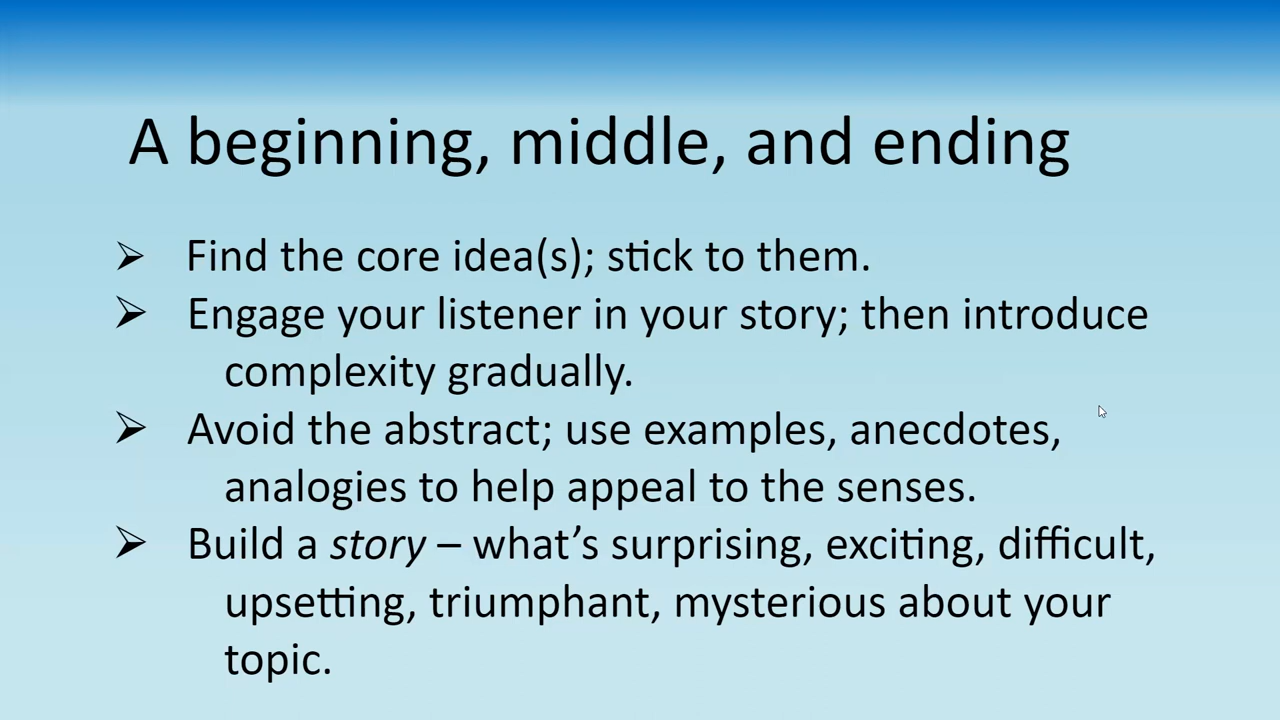 A beginning, middle, and ending
➢ Find the core idea(s); stick to them.
➢ Engage your listener in your story; then introduce
complexity gradually.
➢ Avoid the abstract; use examples, anecdotes,
analogies to help appeal to the senses.
➢ Build a story – what’s surprising, exciting, difficult,
upsetting, triumphant, mysterious about your
topic.